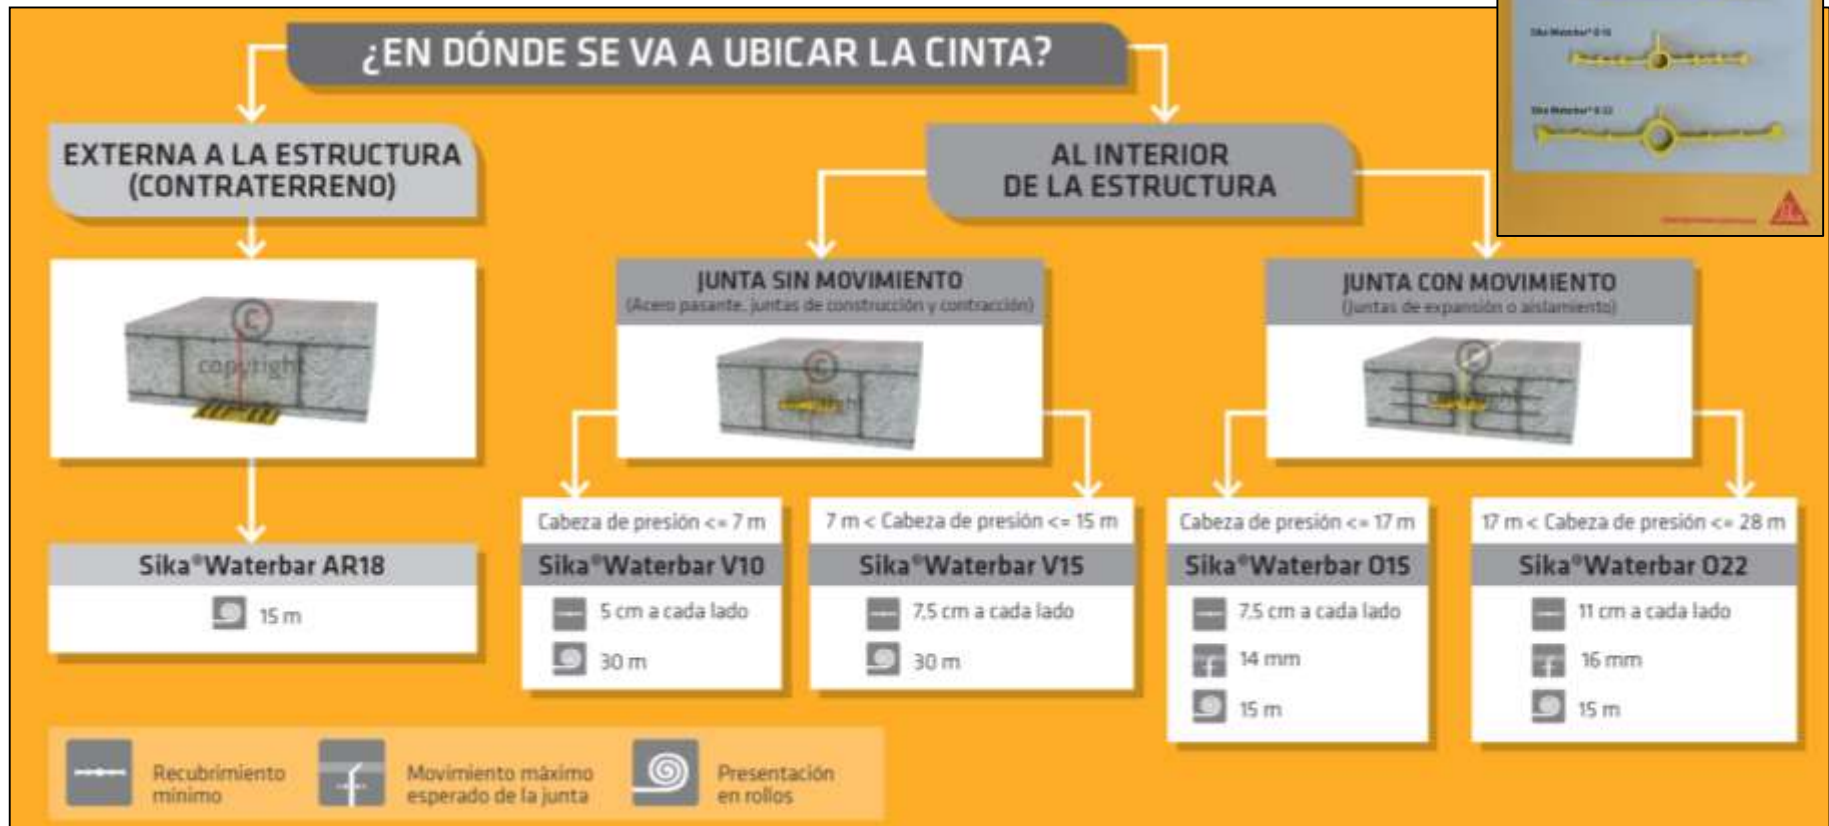 ¿EN DÓNDE SE VA A UBICAR LA CINTA?
EXTERNA A LA ESTRUCTURA
(CONTRATERRENO)
AL INTERIOR
DE LA ESTRUCTURA
copyright
JUNTA SIN MOVIMIENTO
(Acero pasante, juntas de construcción y contracción)
JUNTA CON MOVIMIENTO
(Juntas de expansión o aislamiento)
Sika®Waterbar AR18
15 m
Cabeza de presión <= 7 m
Sika®Waterbar V10
5 cm a cada lado
30 m
7 m < Cabeza de presión <= 15 m
Sika®Waterbar V15
7,5 cm a cada lado
30 m
Cabeza de presión <= 17 m
Sika®Waterbar O15
7,5 cm a cada lado
14 mm
15 m
17 m < Cabeza de presión <= 28 m
Sika®Waterbar O22
11 cm a cada lado
16 mm
15 m
Recubrimiento
mínimo
Movimiento máximo
esperado de la junta
Presentación
en rollos
Sika Waterbar®
Sika Waterbar® O-22